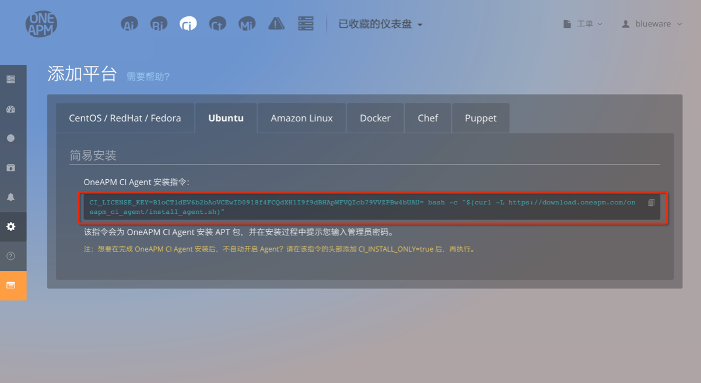 ONE APM
Ai Bi Ci Ct Mi 已收藏的仪表盘 工单 blueware
添加平台 需要帮助?
CentOS / RedHat / Fedora Ubuntu Amazon Linux Docker Chef Puppet
简易安装
OneAPM CI Agent 安装指令:
bash -c "$(curl -L https://download.oneapm.com/on
eapm_ci_agent/install_agent.sh)"
该指令会为 OneAPM CI Agent 安装 APT 包, 并在安装过程中提示您输入管理员密码。
注: 想要在完成 OneAPM CI Agent 安装后, 不自动开启 Agent? 请在该指令的头部添加 CI_INSTALL_ONLY=true 后, 再执行。